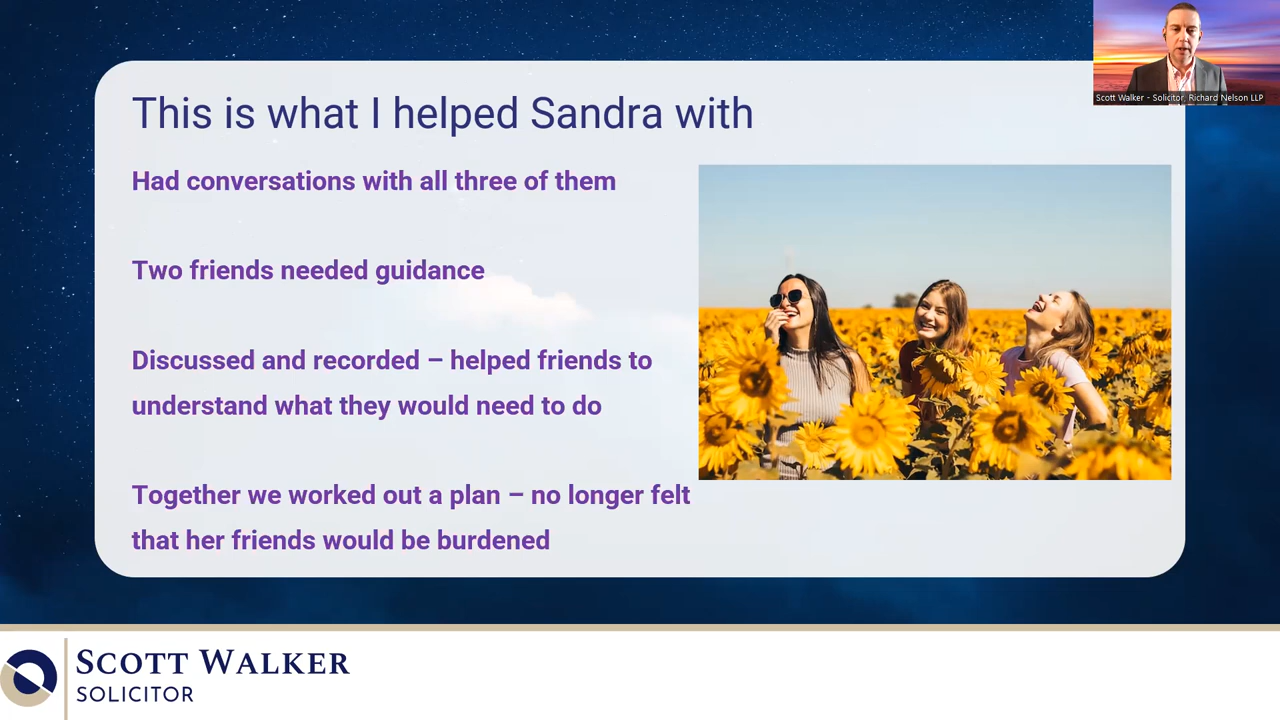 Scott Walker - Solicitor, Richard Nelson LLP
This is what I helped Sandra with
Had conversations with all three of them
Two friends needed guidance
Discussed and recorded – helped friends to
understand what they would need to do
Together we worked out a plan – no longer felt
that her friends would be burdened
SCOTT WALKER
SOLICITOR